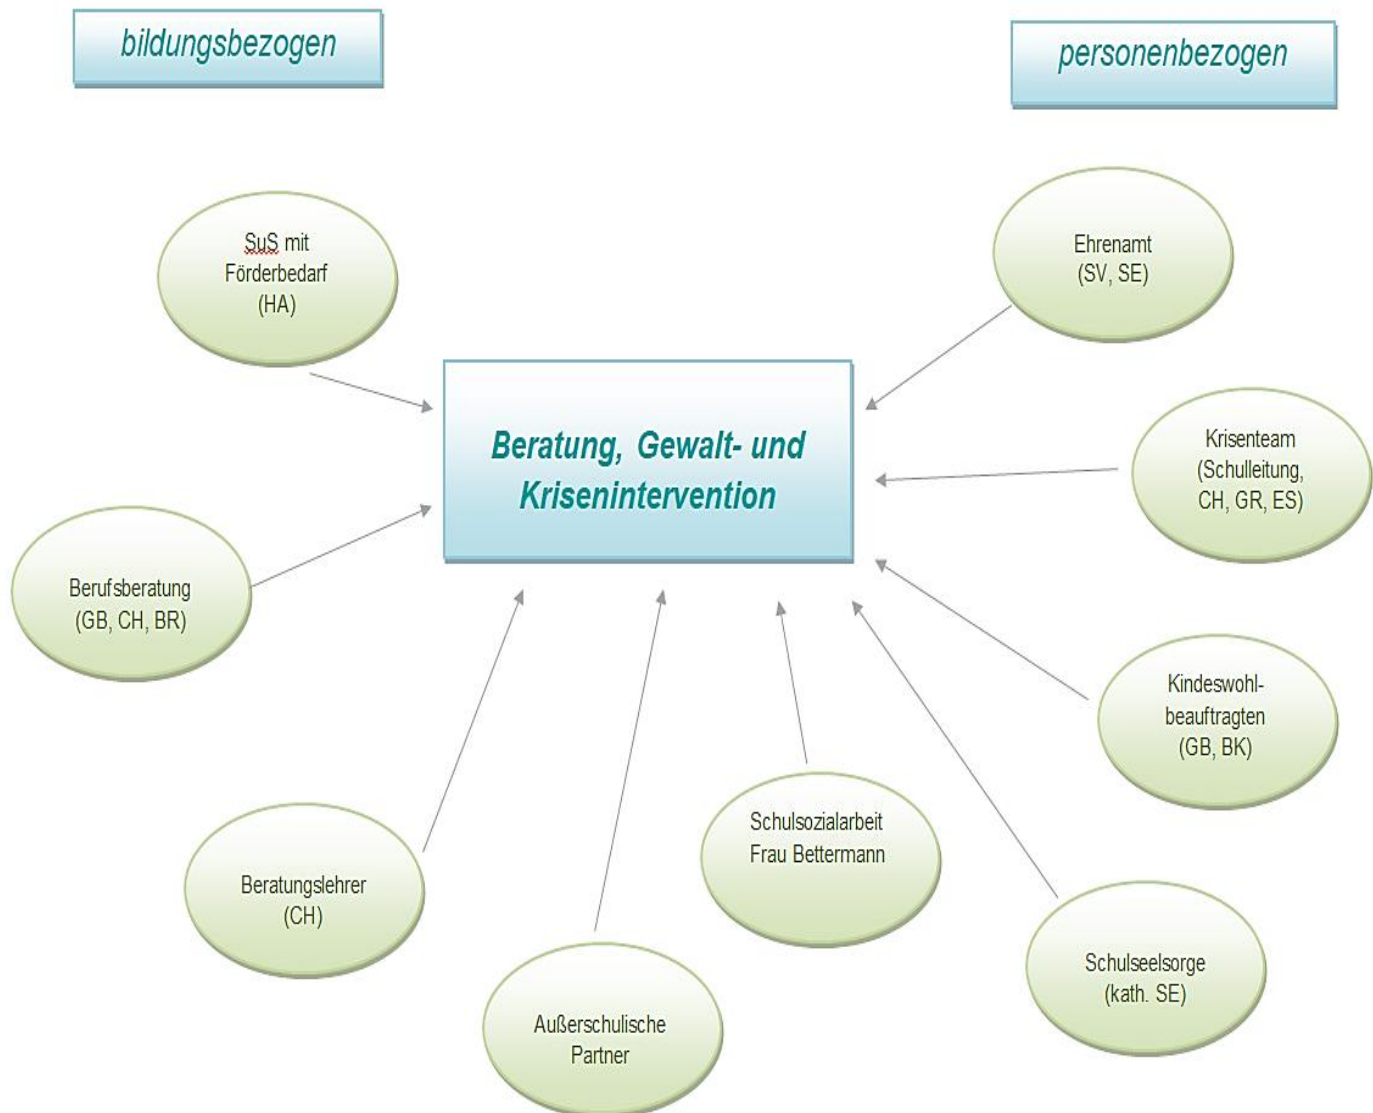 bildungsbezogen
personenbezogen
SuS mit
Förderbedarf
(HA)
Ehrenamt
(SV, SE)
Beratung, Gewalt- und
Krisenintervention
Krisenteam
(Schulleitung,
CH, GR, ES)
Berufsberatung
(GB, CH, BR)
Kindeswohl-
beauftragten
(GB, BK)
Schulsozialarbeit
Frau Bettermann
Beratungslehrer
(CH)
Schulseelsorge
(kath. SE)
Außerschulische
Partner